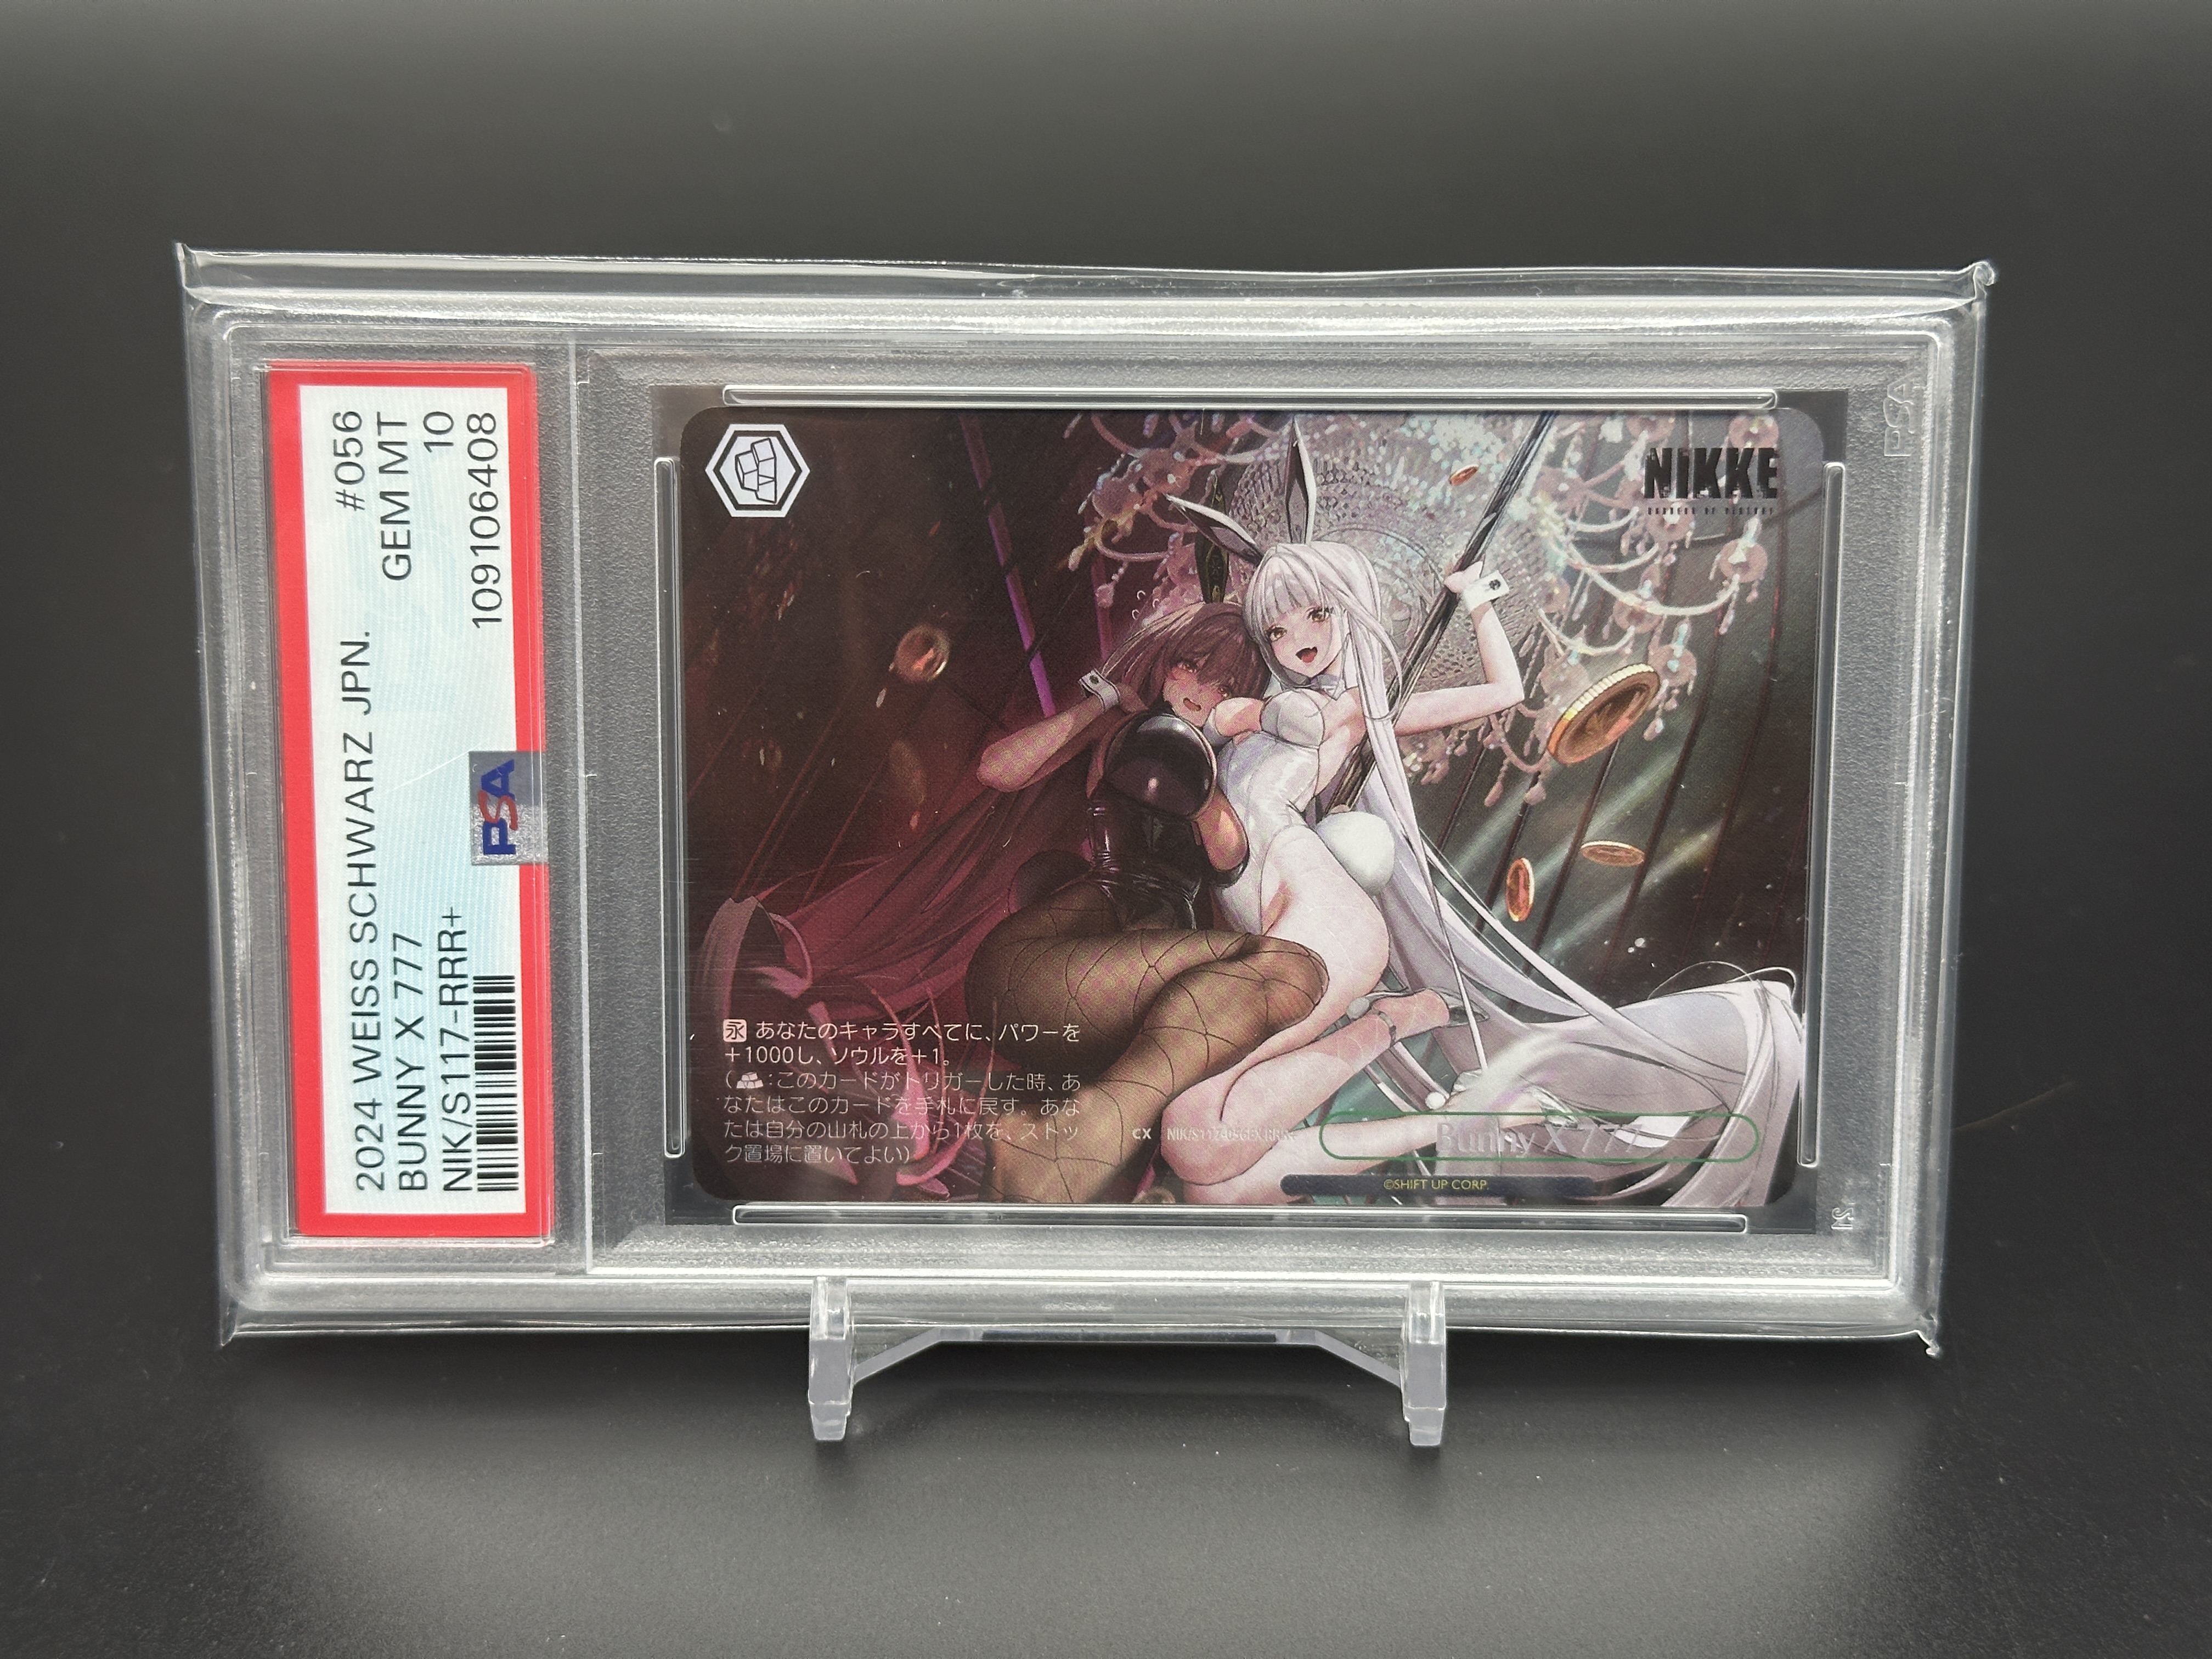 2024 WEISS SCHWARZ JPN. #056
BUNNY X 777 GEM MT
NIK/S117-RRR+ 10
109106408
PSA
NIKKE
PSA
永 あなたのキャラすべてに、パワーを
+1000し、ソウルを+1。
( :このカードがトリガーした時、あ
なたはこのカードを手札に戻す。あな
たは自分の山札の上から1枚を、ストッ
ク置場に置いてよい)
CX NIK/S117-056EX RRR+
Bunny X 777
©SHIFT UP CORP.